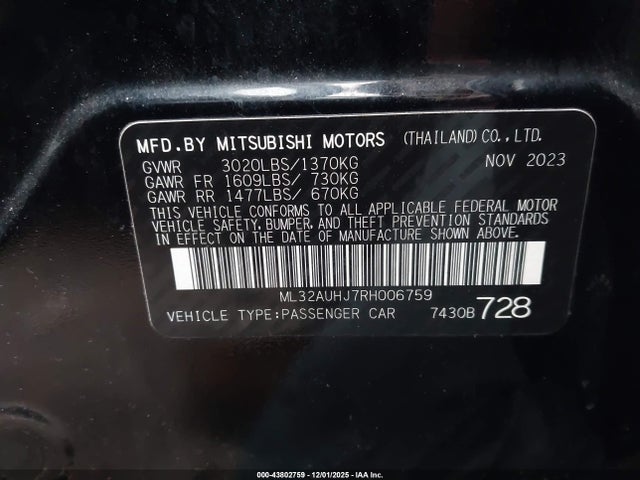 MFD.BY MITSUBISHI MOTORS (THAILAND)CO.,LTD.
GVWR 3020LBS/1370KG NOV 2023
GAWR FR 1609LBS/ 730KG
GAWR RR 1477LBS/ 670KG
THIS VEHICLE CONFORMS TO ALL APPLICABLE FEDERAL MOTOR
VEHICLE SAFETY, BUMPER, AND THEFT PREVENTION STANDARDS
IN EFFECT ON THE DATE OF MANUFACTURE SHOWN ABOVE.
ML32AUHJ7RH006759
VEHICLE TYPE:PASSENGER CAR 7430B 728
000-43802759 - 12/01/2025 - IAA Inc.